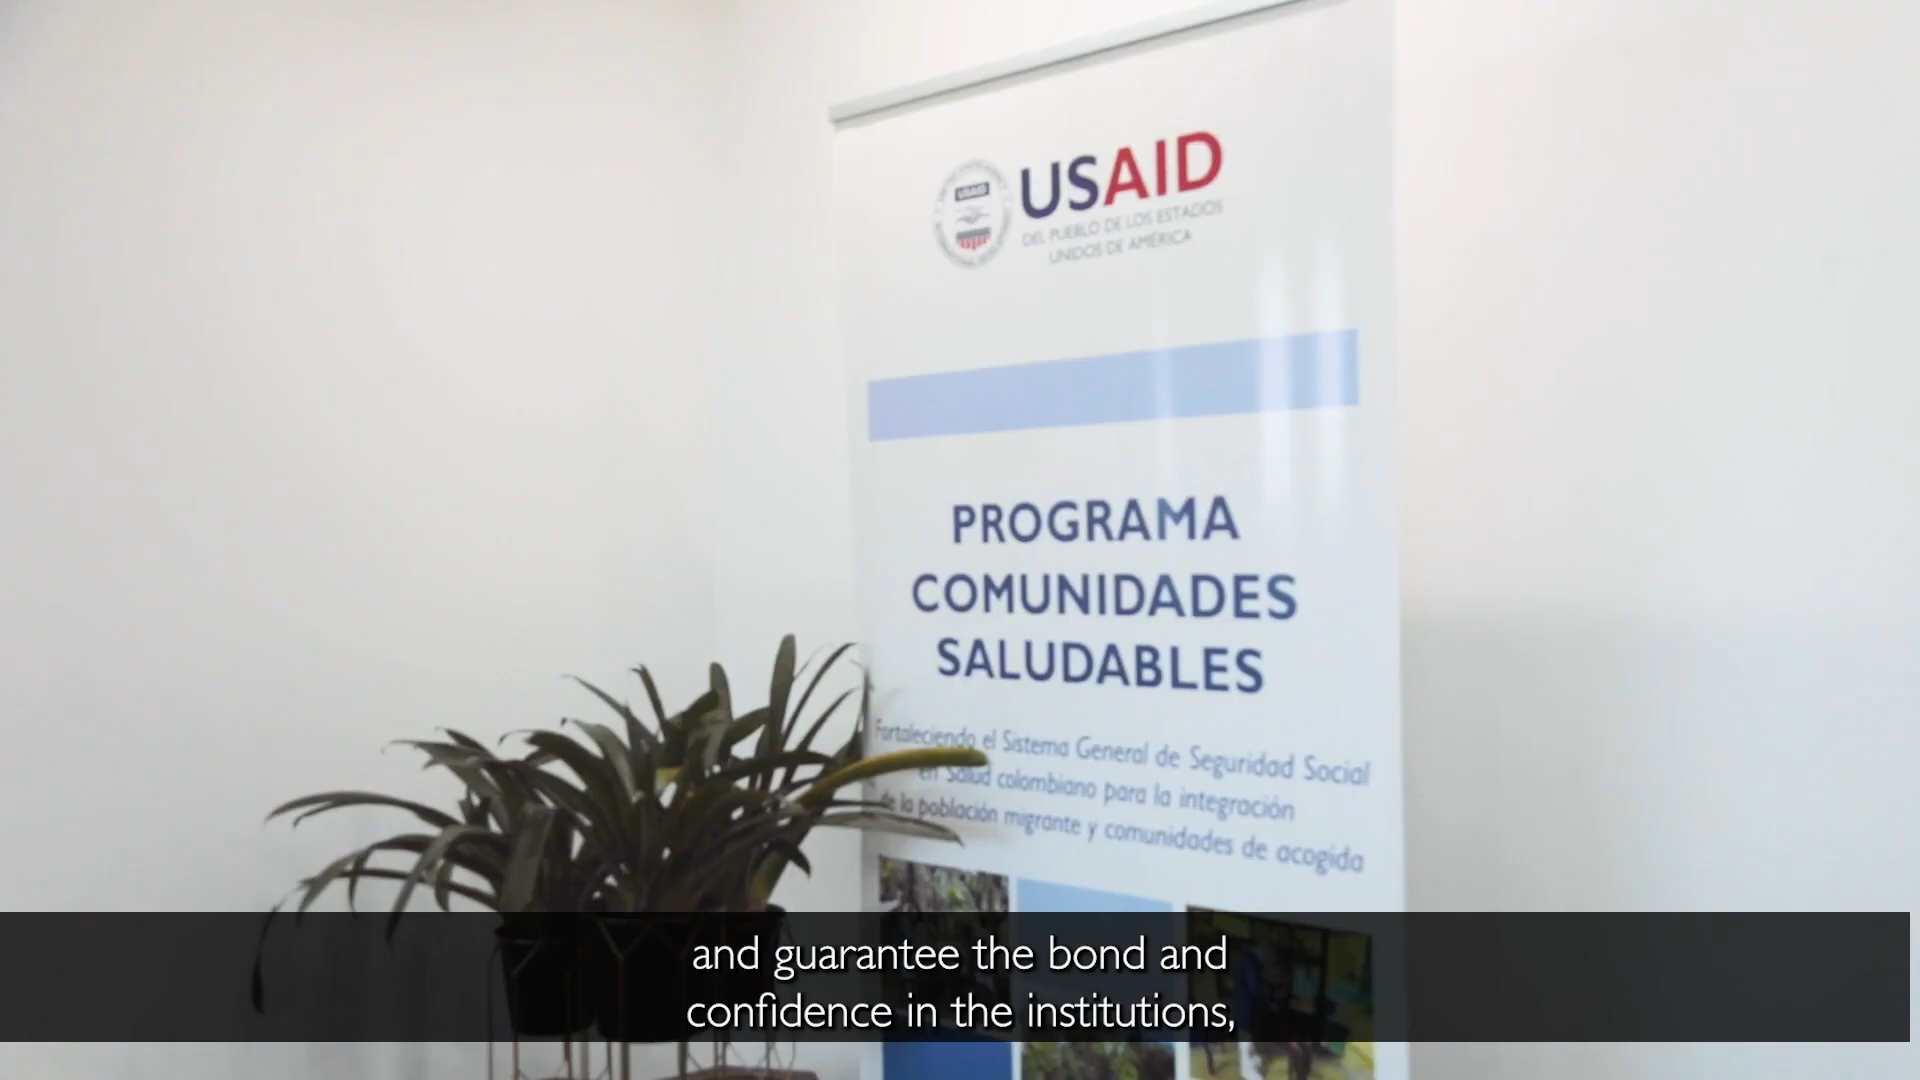 USAID
USAID
DEL PUEBLO DE LOS ESTADOS
UNIDOS DE AMÉRICA
PROGRAMA
COMUNIDADES
SALUDABLES
Fortaleciendo el Sistema General de Seguridad Social
en Salud colombiano para la integración
de la población migrante y comunidades de acogida
and guarantee the bond and
confidence in the institutions,